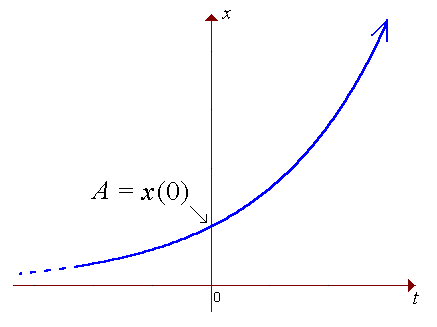 x
A = x(0)
0
t